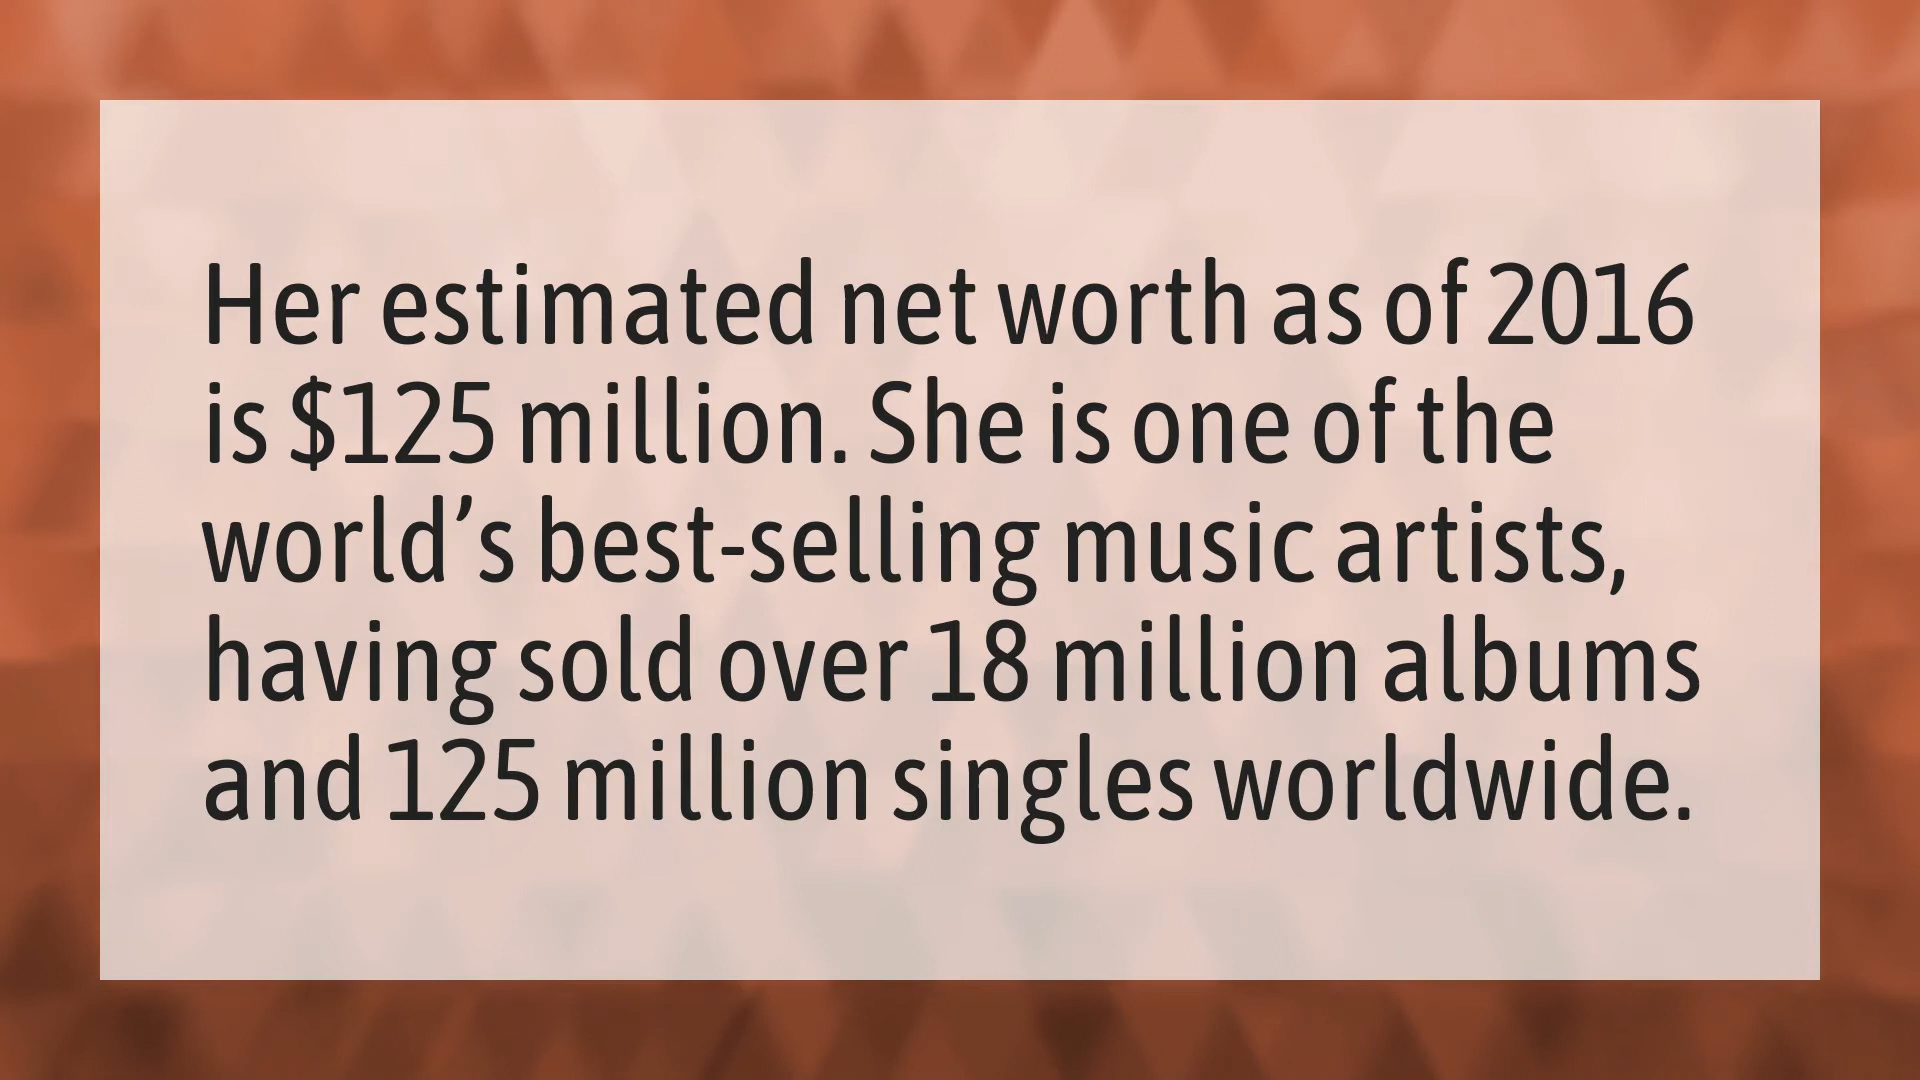 Her estimated net worth as of 2016
is $125 million. She is one of the
world’s best-selling music artists,
having sold over 18 million albums
and 125 million singles worldwide.